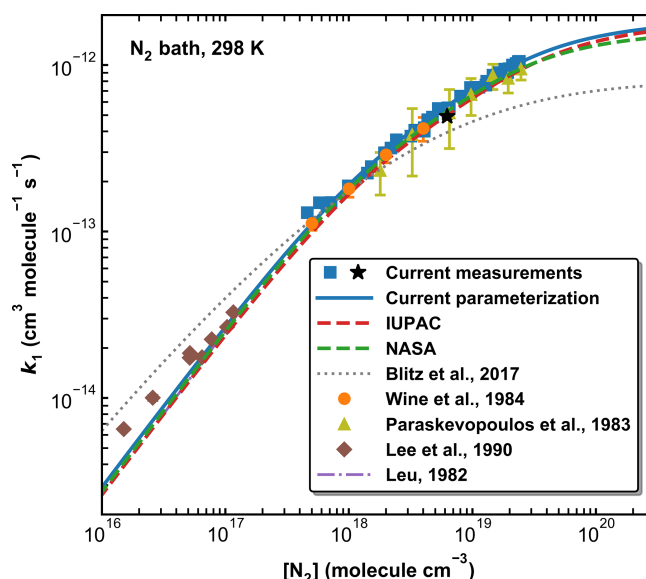 N₂ bath, 298 K
10⁻¹²
10⁻¹³
10⁻¹⁴
k₁ (cm³ molecule⁻¹ s⁻¹)
Current measurements
Current parameterization
IUPAC
NASA
Blitz et al., 2017
Wine et al., 1984
Paraskevopoulos et al., 1983
Lee et al., 1990
Leu, 1982
10¹⁶ 10¹⁷ 10¹⁸ 10¹⁹ 10²⁰
[N₂] (molecule cm⁻³)